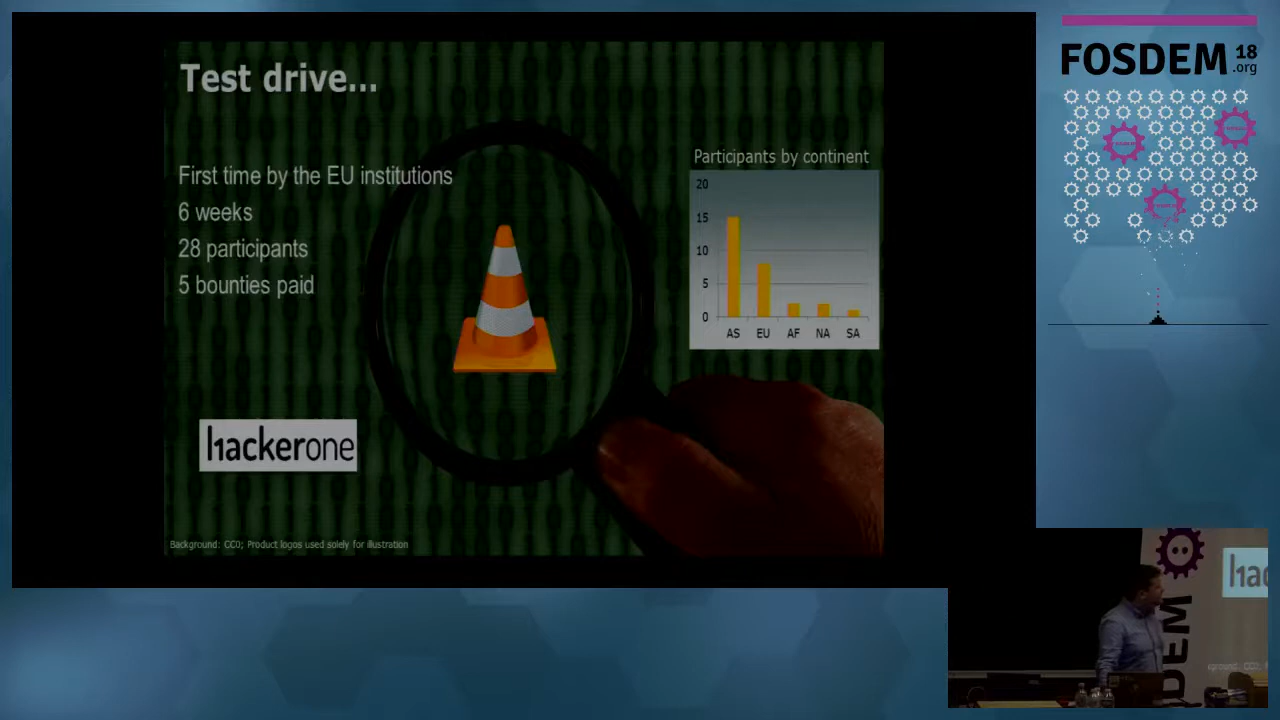 Test drive...
First time by the EU institutions
6 weeks
28 participants
5 bounties paid
Participants by continent
20
15
10
5
0
AS EU AF NA SA
hackerone
Background: CC0; Product logos used solely for illustration
FOSDEM 18
.org
DEM